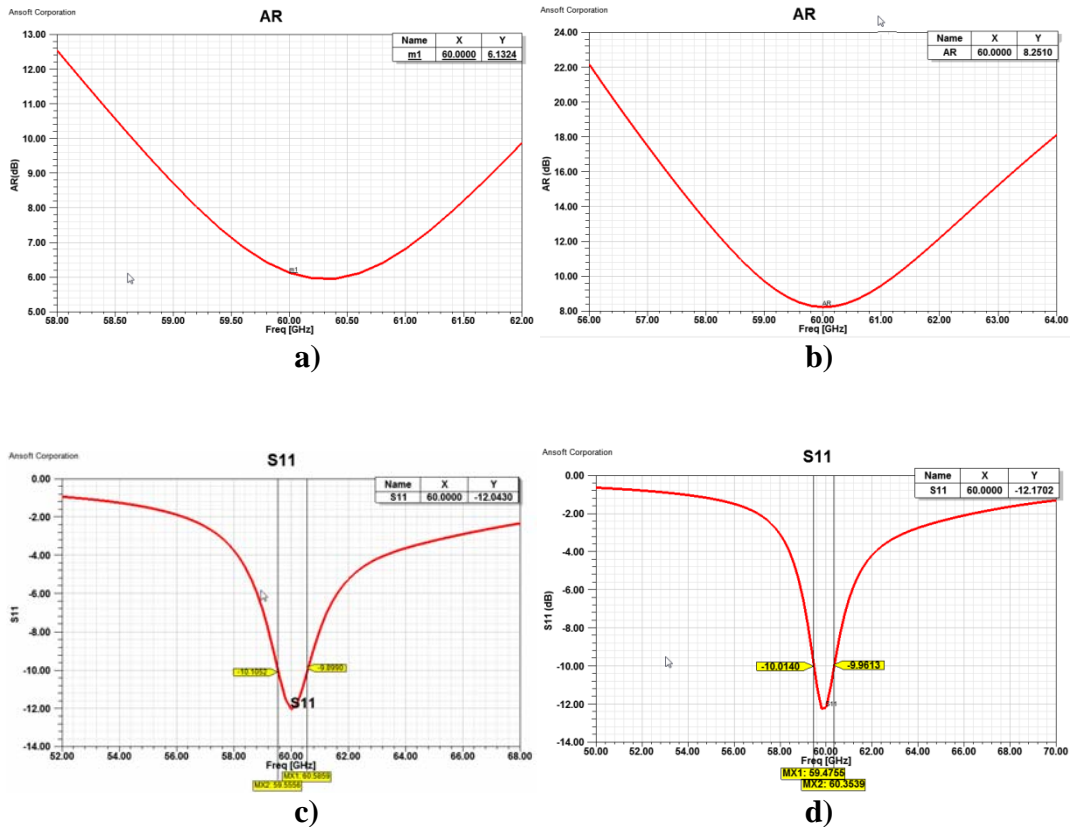 Ansoft Corporation
AR
Name X Y
m1 60.0000 6.1324
13.00
12.00
11.00
10.00
9.00
8.00
7.00
6.00
5.00
AR(dB)
m1
58.00 58.50 59.00 59.50 60.00 60.50 61.00 61.50 62.00
Freq [GHz]
a)
Ansoft Corporation
AR
Name X Y
AR 60.0000 8.2510
24.00
22.00
20.00
18.00
16.00
14.00
12.00
10.00
8.00
AR (dB)
AR
56.00 57.00 58.00 59.00 60.00 61.00 62.00 63.00 64.00
Freq [GHz]
b)
Ansoft Corporation
S11
Name X Y
S11 60.0000 -12.0430
0.00
-2.00
-4.00
-6.00
-8.00
-10.00
-12.00
-14.00
S11
-10.1052
-9.8990
S11
52.00 54.00 56.00 58.00 60.00 62.00 64.00 66.00 68.00
Freq [GHz]
MX1: 60.5859
MX2: 59.5556
c)
Ansoft Corporation
S11
Name X Y
S11 60.0000 -12.1702
0.00
-2.00
-4.00
-6.00
-8.00
-10.00
-12.00
-14.00
S11 (dB)
-10.0140
-9.9613
S11
50.00 52.00 54.00 56.00 58.00 60.00 62.00 64.00 66.00 68.00 70.00
Freq [GHz]
MX1: 59.4755
MX2: 60.3539
d)